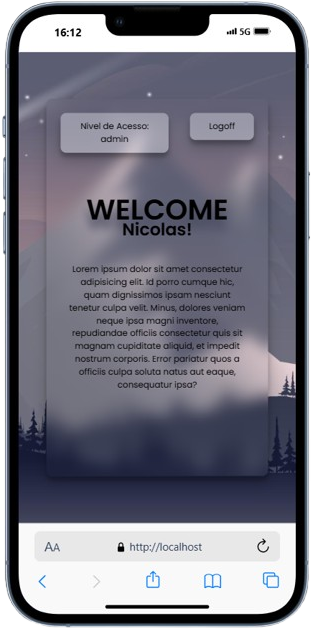 16:12
5G
Nivel de Acesso:
admin
Logoff
WELCOME
Nicolas!
Lorem ipsum dolor sit amet consectetur
adipisicing elit. Id porro cumque hic,
quam dignissimos ipsam nesciunt
tenetur culpa velit. Minus, dolores veniam
neque ipsa magni inventore,
repudiandae officiis consectetur quis sit
magnam cupiditate aliquid, et impedit
nostrum corporis. Error pariatur quos a
officiis culpa soluta natus aut eaque,
consequatur ipsa?
AA
http://localhost